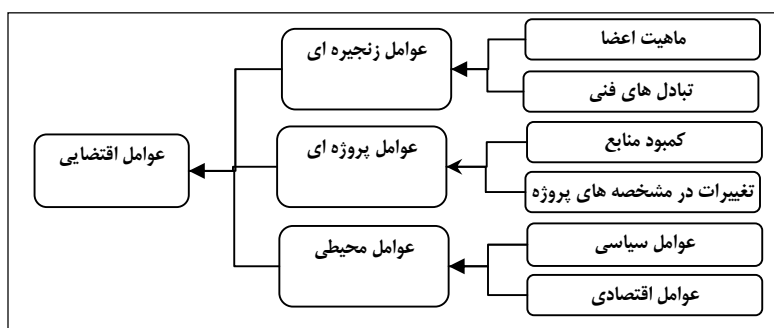 ماهیت اعضا
عوامل زنجیره ای
تبادل های فنی
کمبود منابع
عوامل پروژه ای
عوامل اقتضایی
تغییرات در مشخصه های پروژه
عوامل سیاسی
عوامل محیطی
عوامل اقتصادی